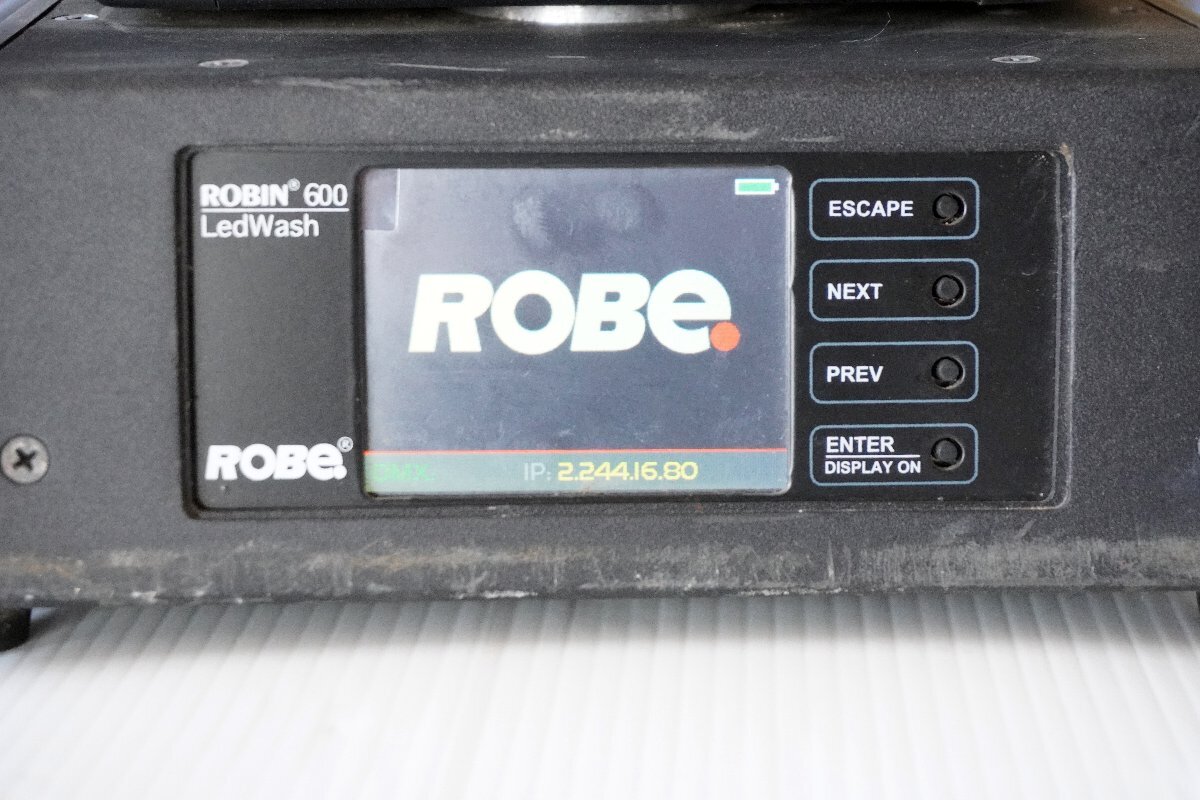 ROBIN® 600
LedWash
ROBE.®
ROBE.
DMX:
IP: 2.244.16.80
ESCAPE
NEXT
PREV
ENTER
DISPLAY ON